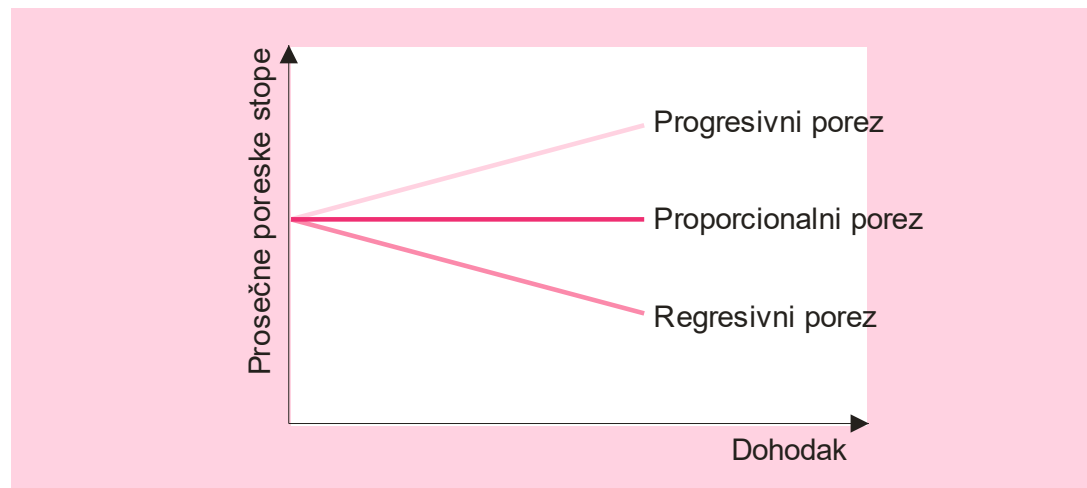 Prosečne poreske stope
Progresivni porez
Proporcionalni porez
Regresivni porez
Dohodak